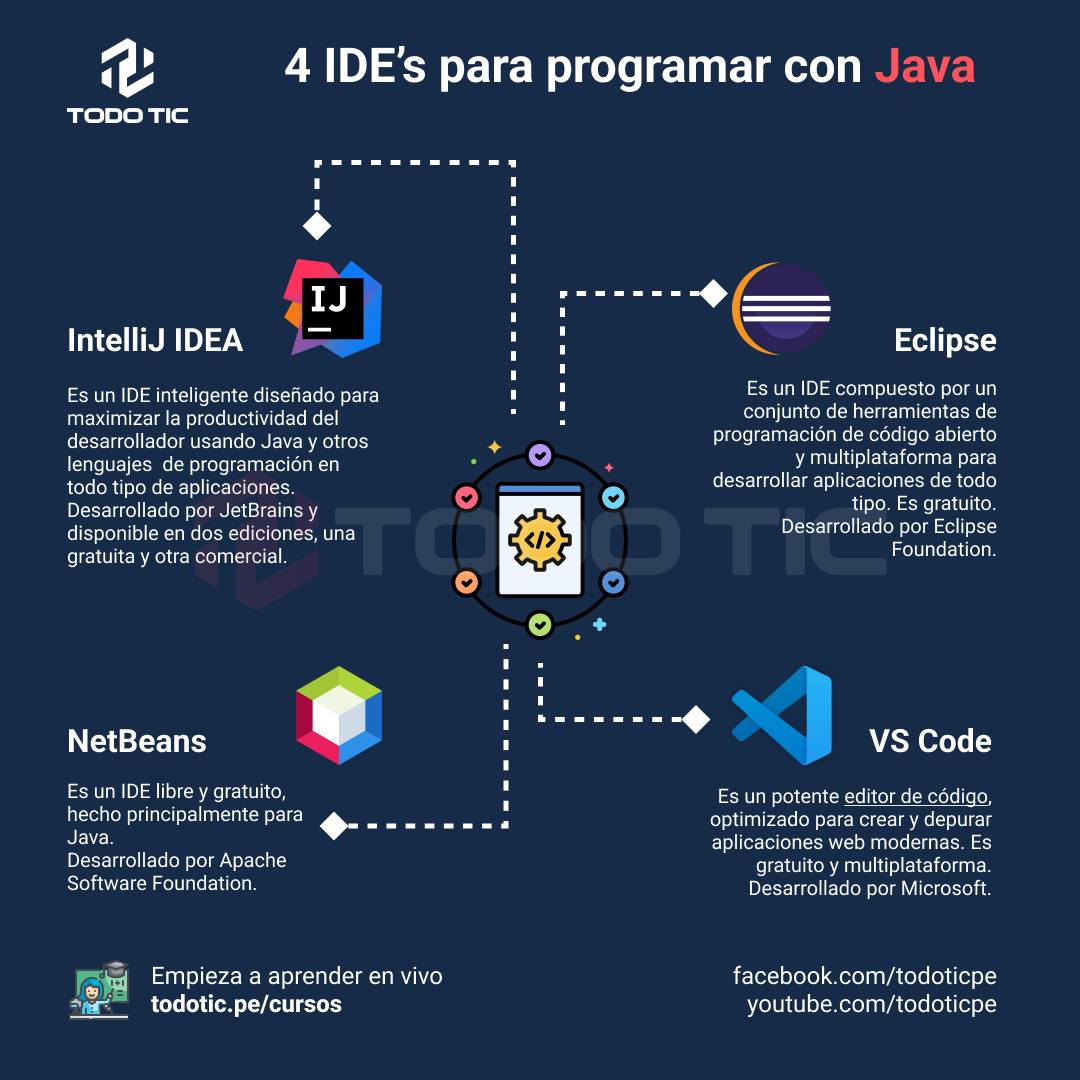 TODO TIC
4 IDE’s para programar con Java
IJ
IntelliJ IDEA
Es un IDE inteligente diseñado para
maximizar la productividad del
desarrollador usando Java y otros
lenguajes  de programación en
todo tipo de aplicaciones.
Desarrollado por JetBrains y
disponible en dos ediciones, una
gratuita y otra comercial.
Eclipse
Es un IDE compuesto por un
conjunto de herramientas de
programación de código abierto
y multiplataforma para
desarrollar aplicaciones de todo
tipo. Es gratuito.
Desarrollado por Eclipse
Foundation.
</>
TODO TIC
NetBeans
Es un IDE libre y gratuito,
hecho principalmente para
Java.
Desarrollado por Apache
Software Foundation.
VS Code
Es un potente editor de código,
optimizado para crear y depurar
aplicaciones web modernas. Es
gratuito y multiplataforma.
Desarrollado por Microsoft.
Empieza a aprender en vivo
todotic.pe/cursos
facebook.com/todoticpe
youtube.com/todoticpe